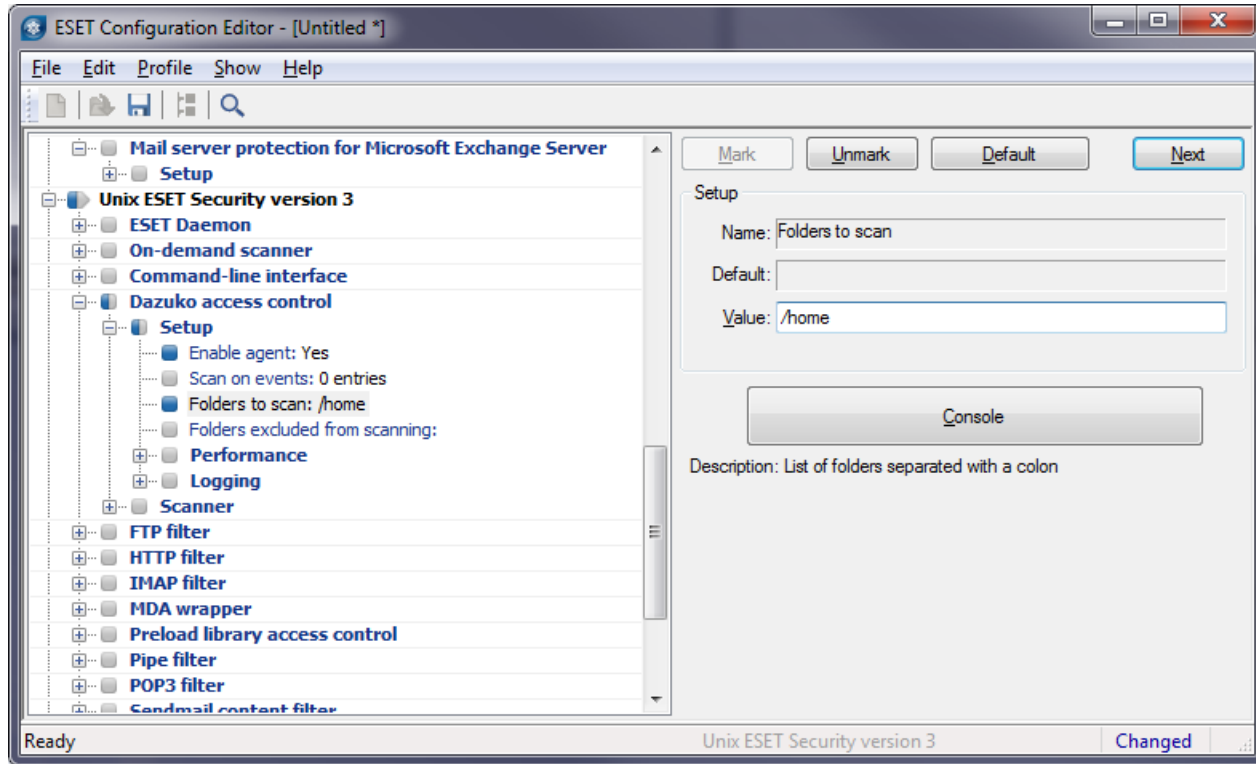 ESET Configuration Editor - [Untitled *]
File Edit Profile Show Help
Mail server protection for Microsoft Exchange Server
Setup
Unix ESET Security version 3
ESET Daemon
On-demand scanner
Command-line interface
Dazuko access control
Setup
Enable agent: Yes
Scan on events: 0 entries
Folders to scan: /home
Folders excluded from scanning:
Performance
Logging
Scanner
FTP filter
HTTP filter
IMAP filter
MDA wrapper
Preload library access control
Pipe filter
POP3 filter
Sendmail content filter
Mark Unmark Default Next
Setup
Name: Folders to scan
Default:
Value: /home
Console
Description: List of folders separated with a colon
Ready Unix ESET Security version 3 Changed